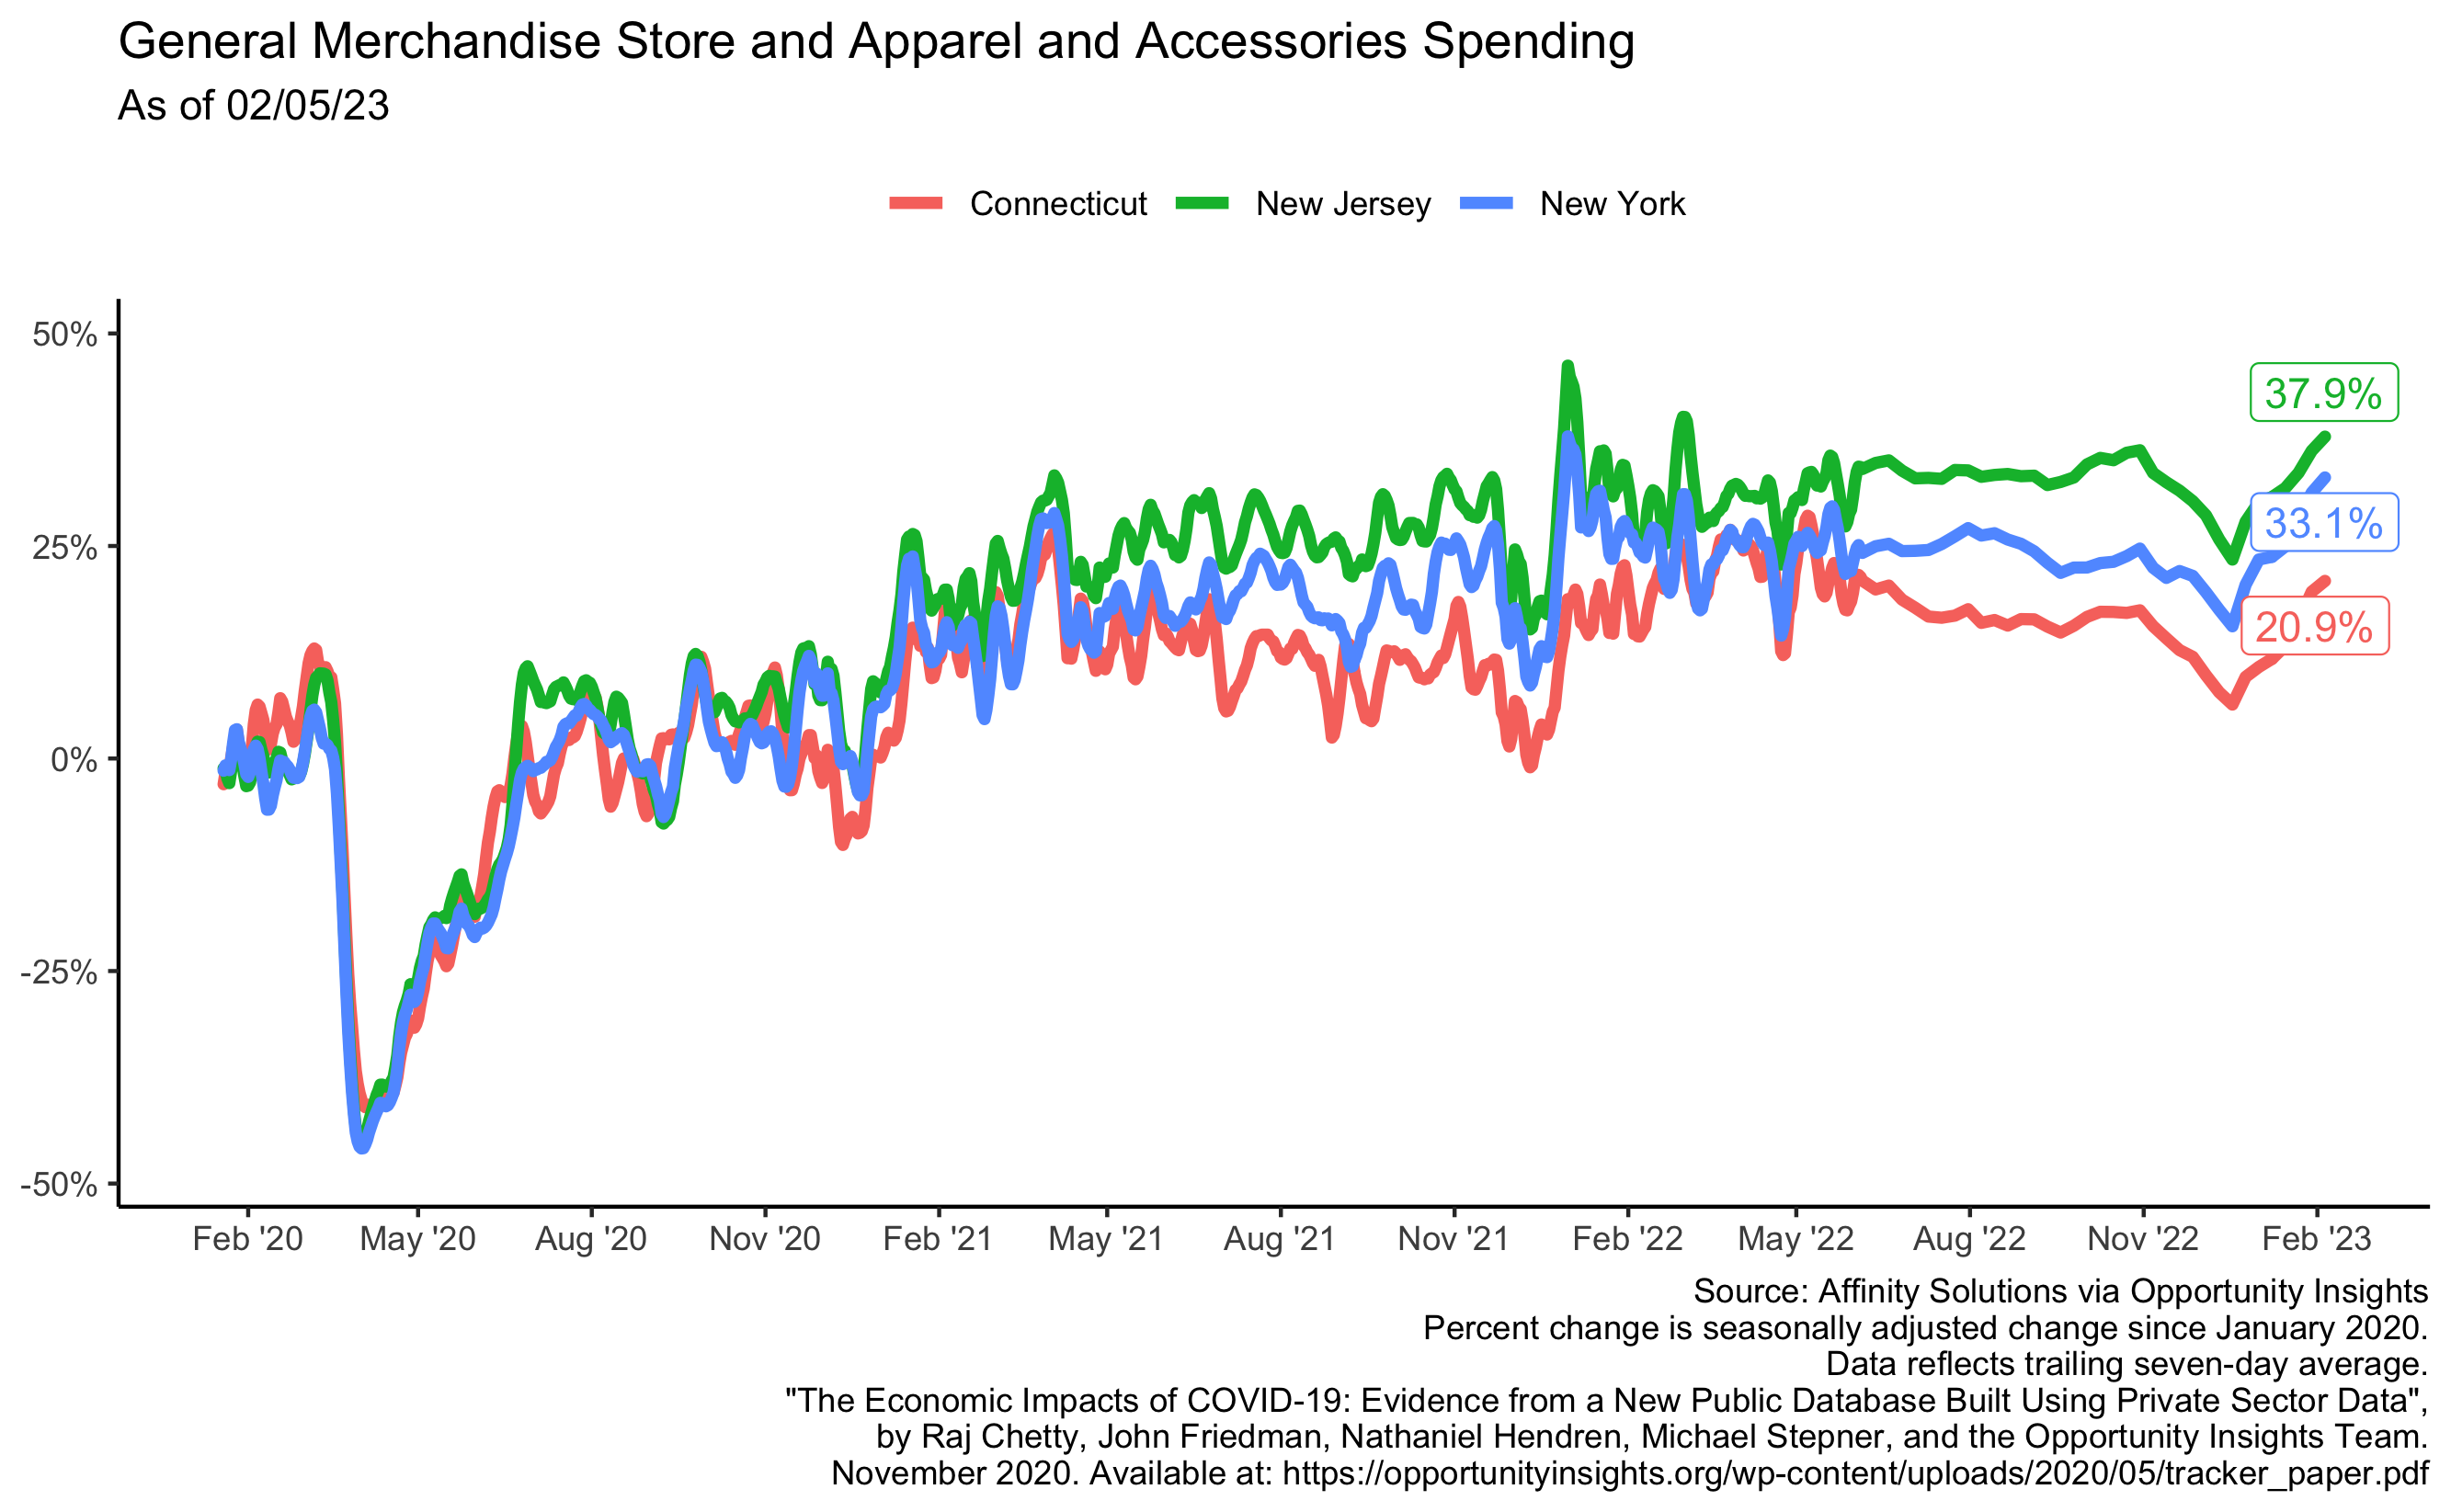 General Merchandise Store and Apparel and Accessories Spending
As of 02/05/23
Connecticut New Jersey New York
50%
25%
0%
-25%
-50%
37.9%
33.1%
20.9%
Feb '20 May '20 Aug '20 Nov '20 Feb '21 May '21 Aug '21 Nov '21 Feb '22 May '22 Aug '22 Nov '22 Feb '23
Source: Affinity Solutions via Opportunity Insights
Percent change is seasonally adjusted change since January 2020.
Data reflects trailing seven-day average.
"The Economic Impacts of COVID-19: Evidence from a New Public Database Built Using Private Sector Data",
by Raj Chetty, John Friedman, Nathaniel Hendren, Michael Stepner, and the Opportunity Insights Team.
November 2020. Available at: https://opportunityinsights.org/wp-content/uploads/2020/05/tracker_paper.pdf